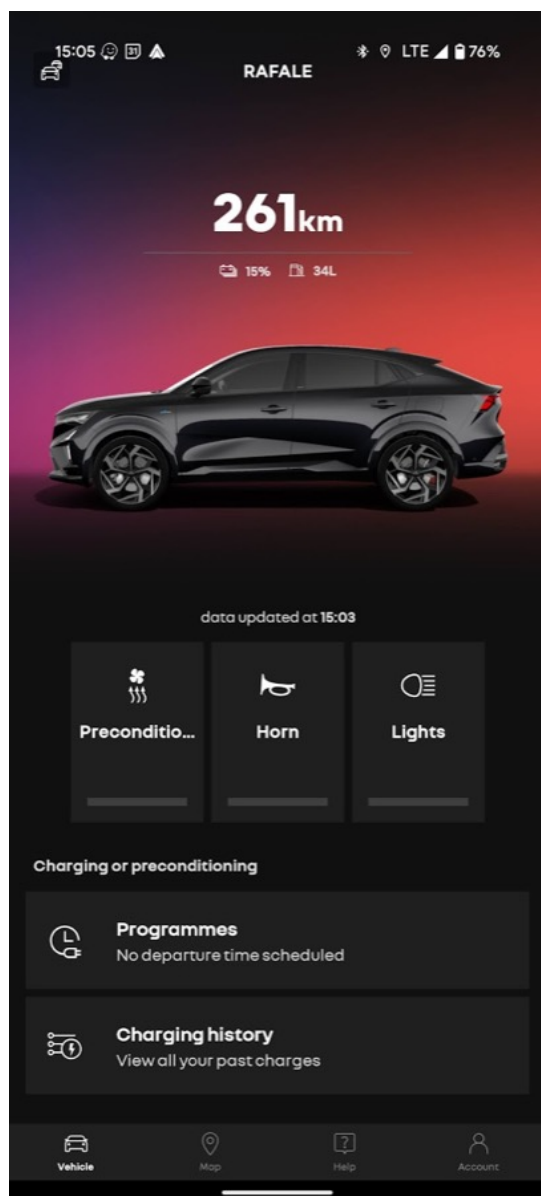 15:05 31 LTE 76%
RAFALE
261km
15% 34L
data updated at 15:03
Preconditio... Horn Lights
Charging or preconditioning
Programmes
No departure time scheduled
Charging history
View all your past charges
Vehicle Map Help Account